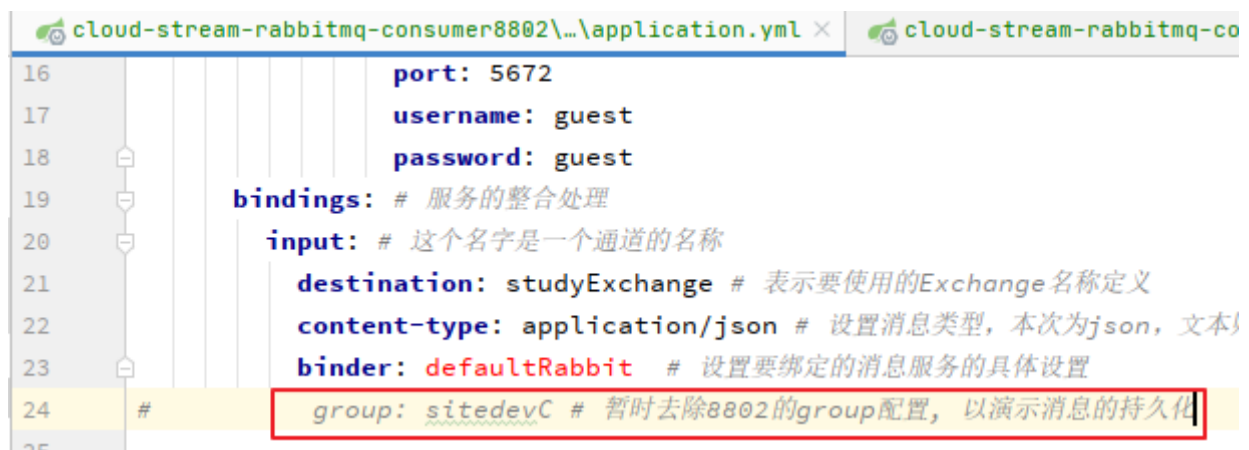 cloud-stream-rabbitmq-consumer8802\...\application.yml × cloud-stream-rabbitmq-co
16 port: 5672
17 username: guest
18 password: guest
19 bindings: # 服务的整合处理
20 input: # 这个名字是一个通道的名称
21 destination: studyExchange # 表示要使用的Exchange名称定义
22 content-type: application/json # 设置消息类型，本次为json，文本
23 binder: defaultRabbit # 设置要绑定的消息服务的具体设置
24 # group: sitedevC # 暂时去除8802的group配置, 以演示消息的持久化